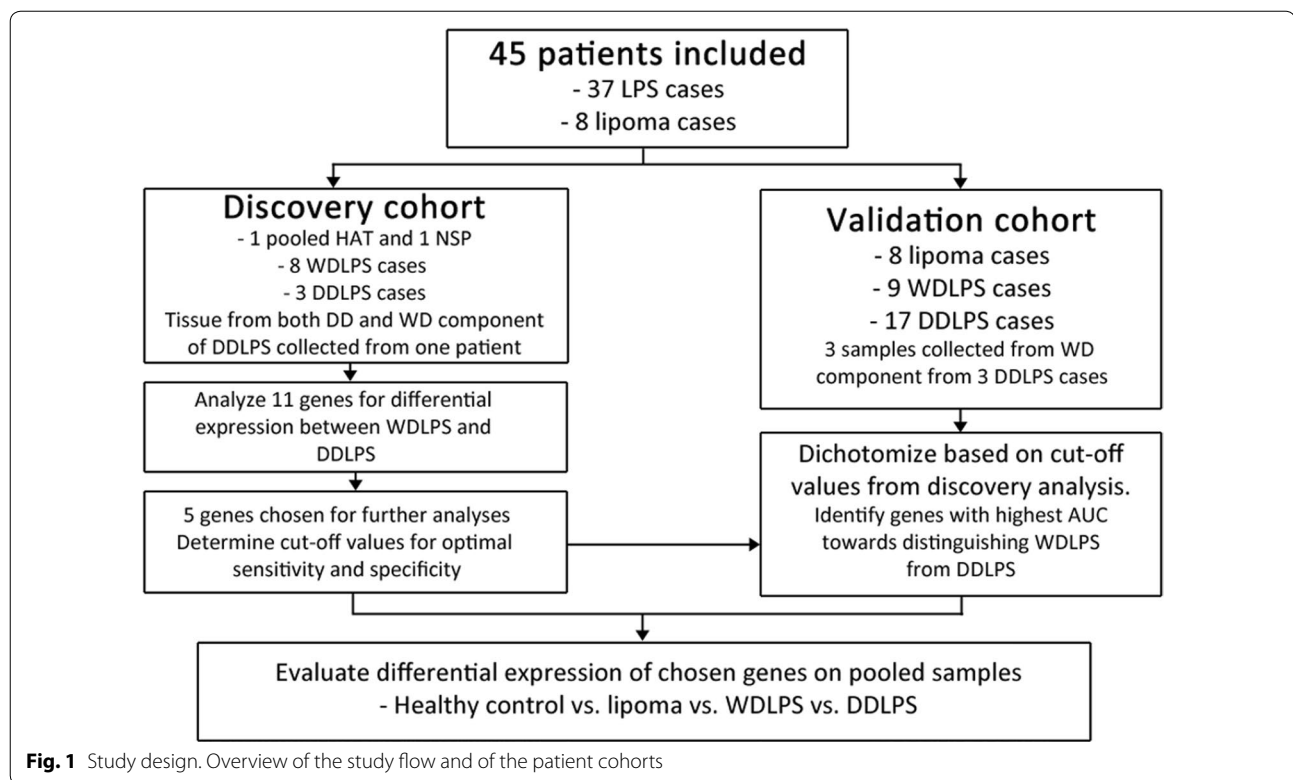 45 patients included
- 37 LPS cases
- 8 lipoma cases
Discovery cohort
- 1 pooled HAT and 1 NSP
- 8 WDLPS cases
- 3 DDLPS cases
Tissue from both DD and WD component
of DDLPS collected from one patient
Validation cohort
- 8 lipoma cases
- 9 WDLPS cases
- 17 DDLPS cases
3 samples collected from WD
component from 3 DDLPS cases
Analyze 11 genes for differential
expression between WDLPS and
DDLPS
5 genes chosen for further analyses
Determine cut-off values for optimal
sensitivity and specificity
Dichotomize based on cut-off
values from discovery analysis.
Identify genes with highest AUC
towards distinguishing WDLPS
from DDLPS
Evaluate differential expression of chosen genes on pooled samples
- Healthy control vs. lipoma vs. WDLPS vs. DDLPS
Fig. 1 Study design. Overview of the study flow and of the patient cohorts